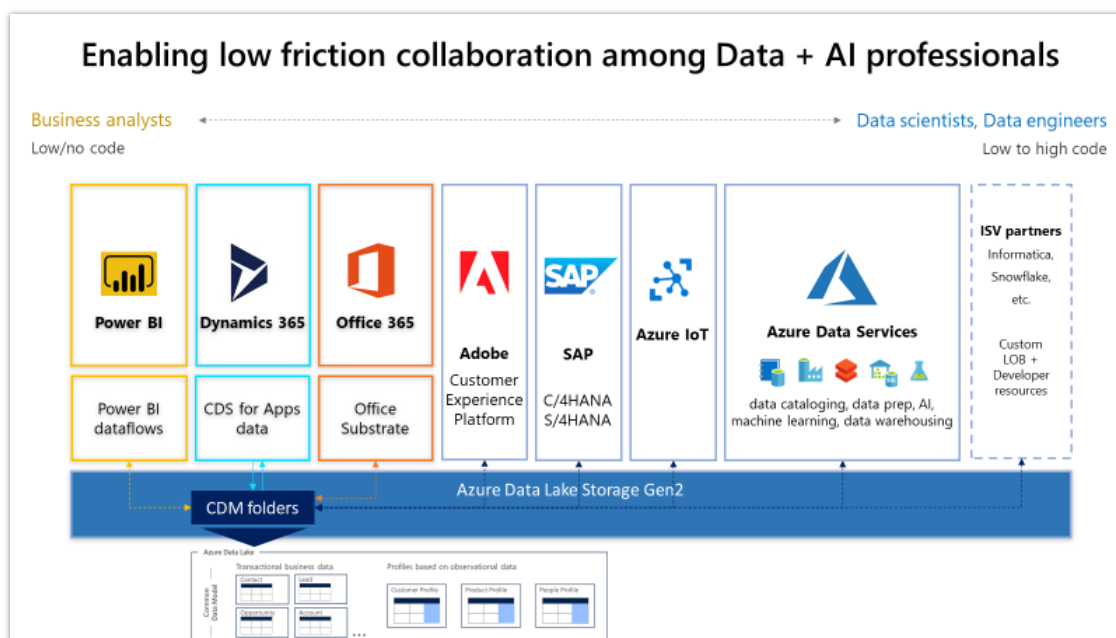 Enabling low friction collaboration among Data + AI professionals
Business analysts
Data scientists, Data engineers
Low/no code
Low to high code
Power BI
Dynamics 365
Office 365
Adobe
Customer
Experience
Platform
SAP
SAP
C/4HANA
S/4HANA
Azure IoT
Azure Data Services
data cataloging, data prep, AI,
machine learning, data warehousing
ISV partners
Informatica,
Snowflake,
etc.
Custom
LOB +
Developer
resources
Power BI
dataflows
CDS for Apps
data
Office
Substrate
Azure Data Lake Storage Gen2
CDM folders
Azure Data Lake
Common
Data Model
Transactional business data
Profiles based on observational data
Contact
Lead
Opportunity
Account
...
Customer Profile
Product Profile
People Profile